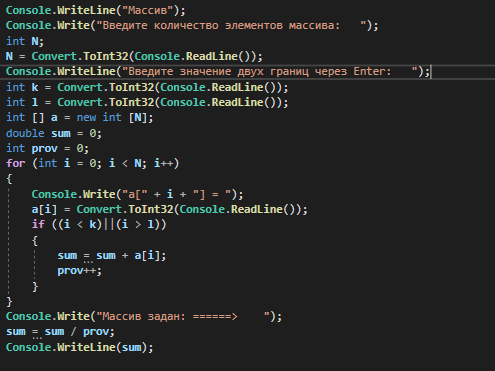 Console.WriteLine("Массив");
Console.Write("Введите количество элементов массива:   ");
int N;
N = Convert.ToInt32(Console.ReadLine());
Console.WriteLine("Введите значение двух границ через Enter:   ");
int k = Convert.ToInt32(Console.ReadLine());
int l = Convert.ToInt32(Console.ReadLine());
int [] a = new int [N];
double sum = 0;
int prov = 0;
for (int i = 0; i < N; i++)
{
    Console.Write("a[" + i + "] = ");
    a[i] = Convert.ToInt32(Console.ReadLine());
    if ((i < k)||(i > l))
    {
        sum = sum + a[i];
        prov++;
    }
}
Console.Write("Массив задан: ======>    ");
sum = sum / prov;
Console.WriteLine(sum);